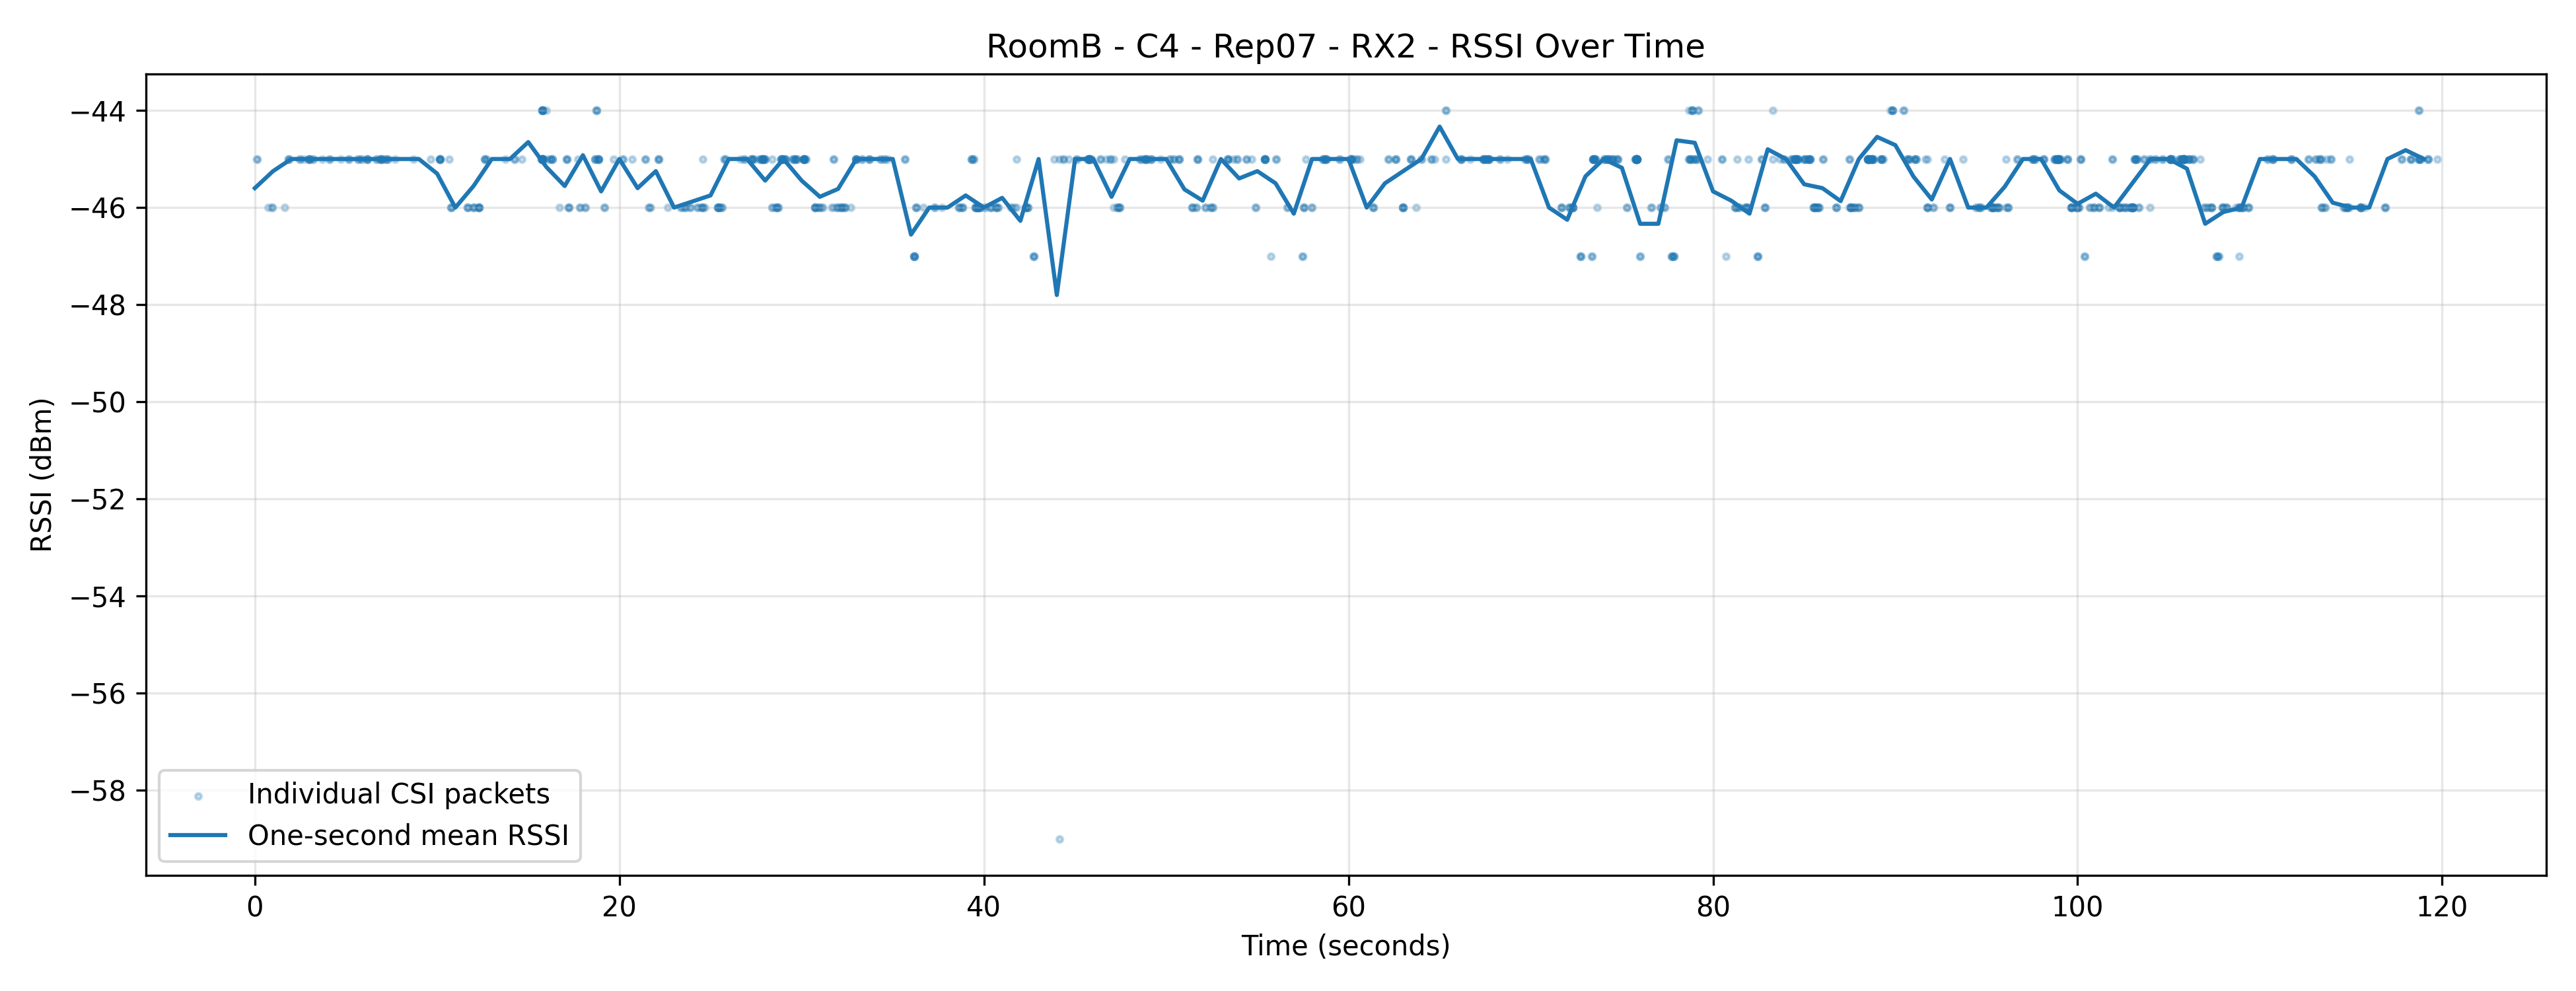 RoomB - C4 - Rep07 - RX2 - RSSI Over Time
RSSI (dBm)
−44
−46
−48
−50
−52
−54
−56
−58
Individual CSI packets
One-second mean RSSI
0 20 40 60 80 100 120
Time (seconds)